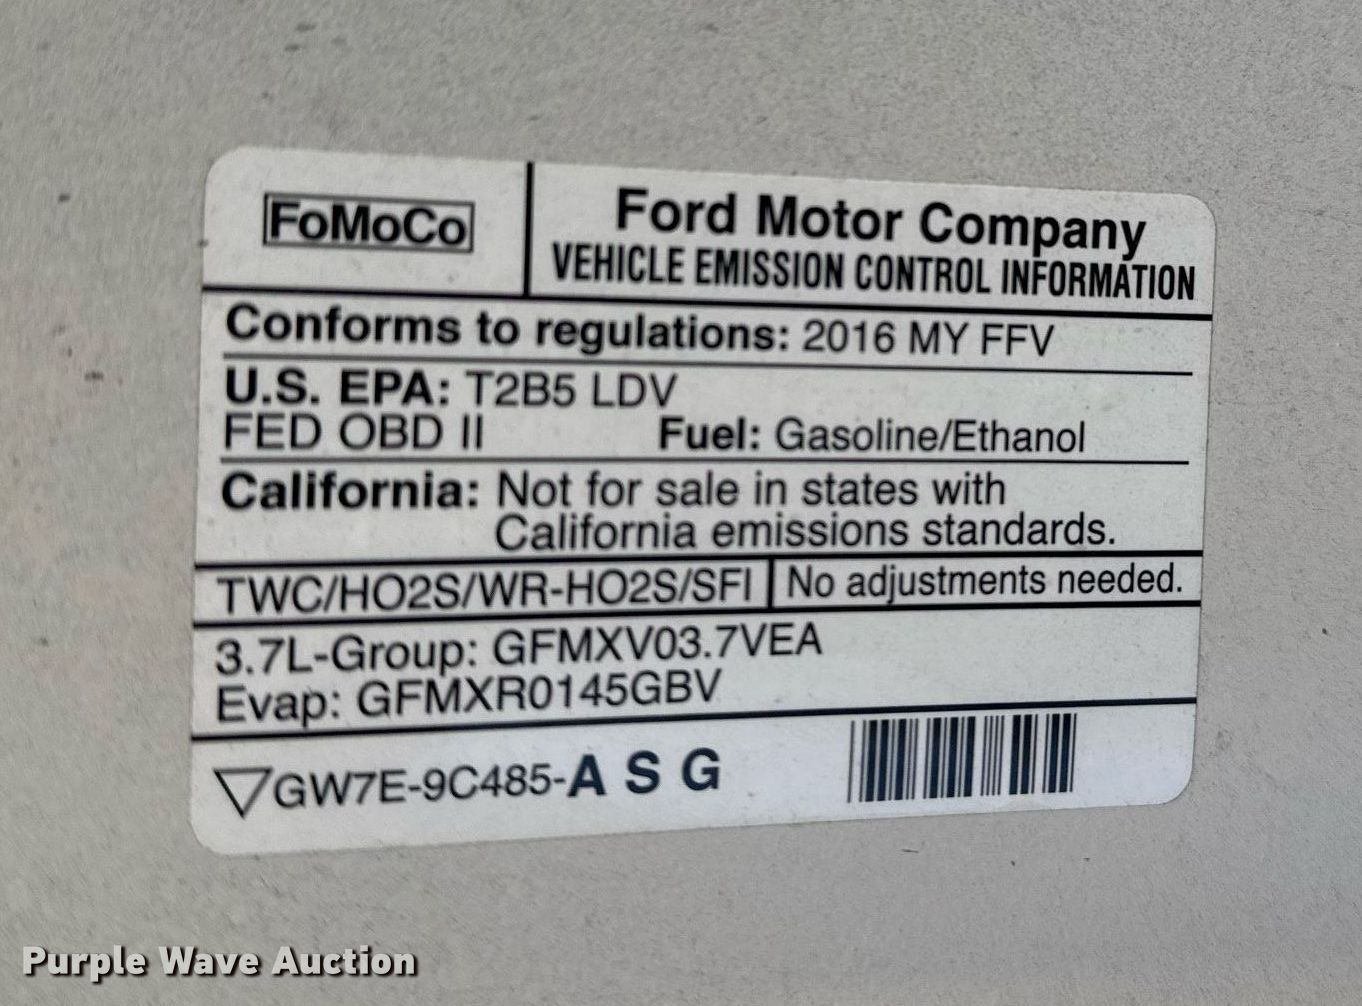 FoMoCo
Ford Motor Company
VEHICLE EMISSION CONTROL INFORMATION
Conforms to regulations: 2016 MY FFV
U.S. EPA: T2B5 LDV
FED OBD II Fuel: Gasoline/Ethanol
California: Not for sale in states with
California emissions standards.
TWC/HO2S/WR-HO2S/SFI No adjustments needed.
3.7L-Group: GFMXV03.7VEA
Evap: GFMXR0145GBV
GW7E-9C485-A S G
Purple Wave Auction